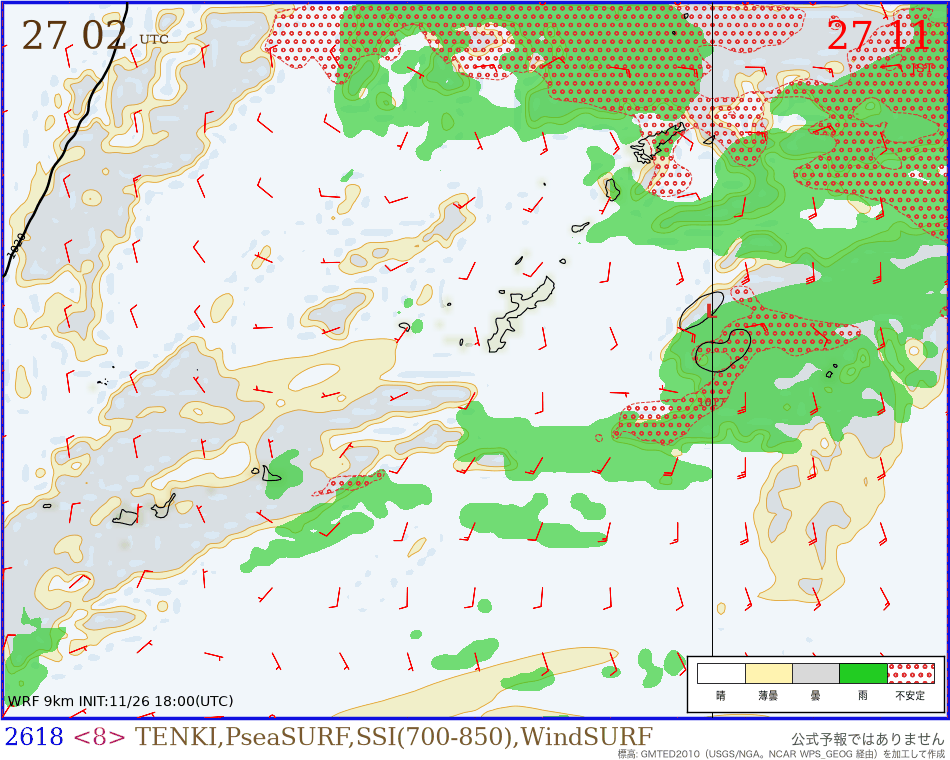 27 02 UTC
27 11
1020
WRF 9km INIT:11/26 18:00(UTC)
晴 薄曇 曇 雨 不安定
2618 <8> TENKI,PseaSURF,SSI(700-850),WindSURF
公式予報ではありません
標高: GMTED2010（USGS/NGA。NCAR WPS_GEOG 経由）を加工して作成